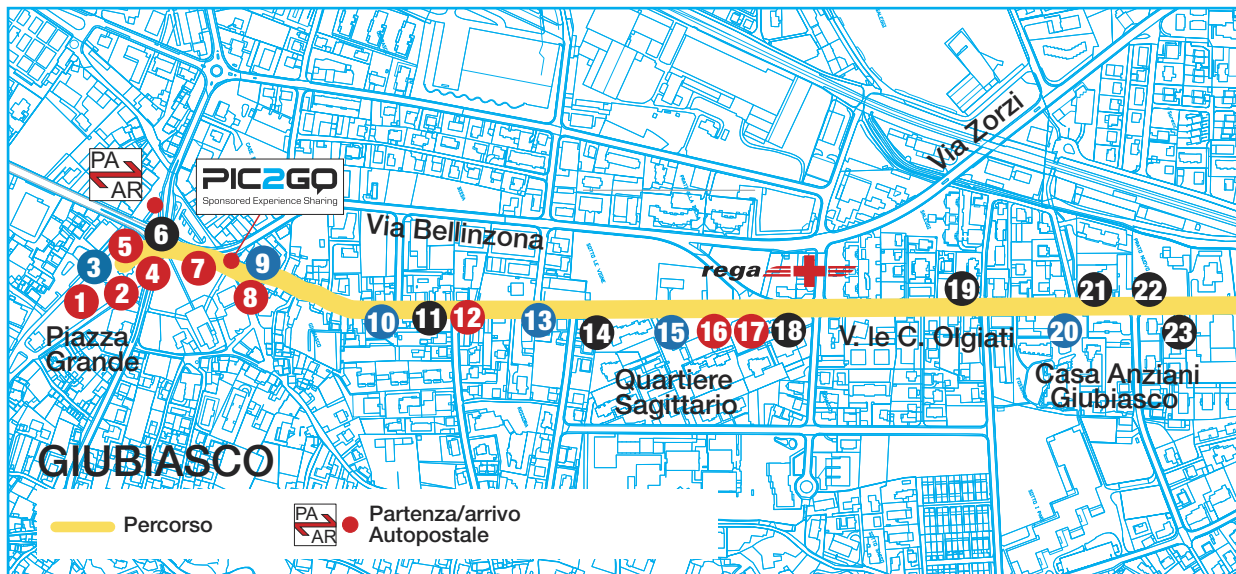 PA
AR
PIC2GO
Sponsored Experience Sharing
Via Bellinzona
Via Zorzi
rega
1
2
3
4
5
6
7
8
9
10
11
12
13
14
15
16
17
18
19
20
21
22
23
Piazza
Grande
Quartiere
Sagittario
V. le C. Olgiati
Casa Anziani
Giubiasco
GIUBIASCO
Percorso
PA
AR
Partenza/arrivo
Autopostale